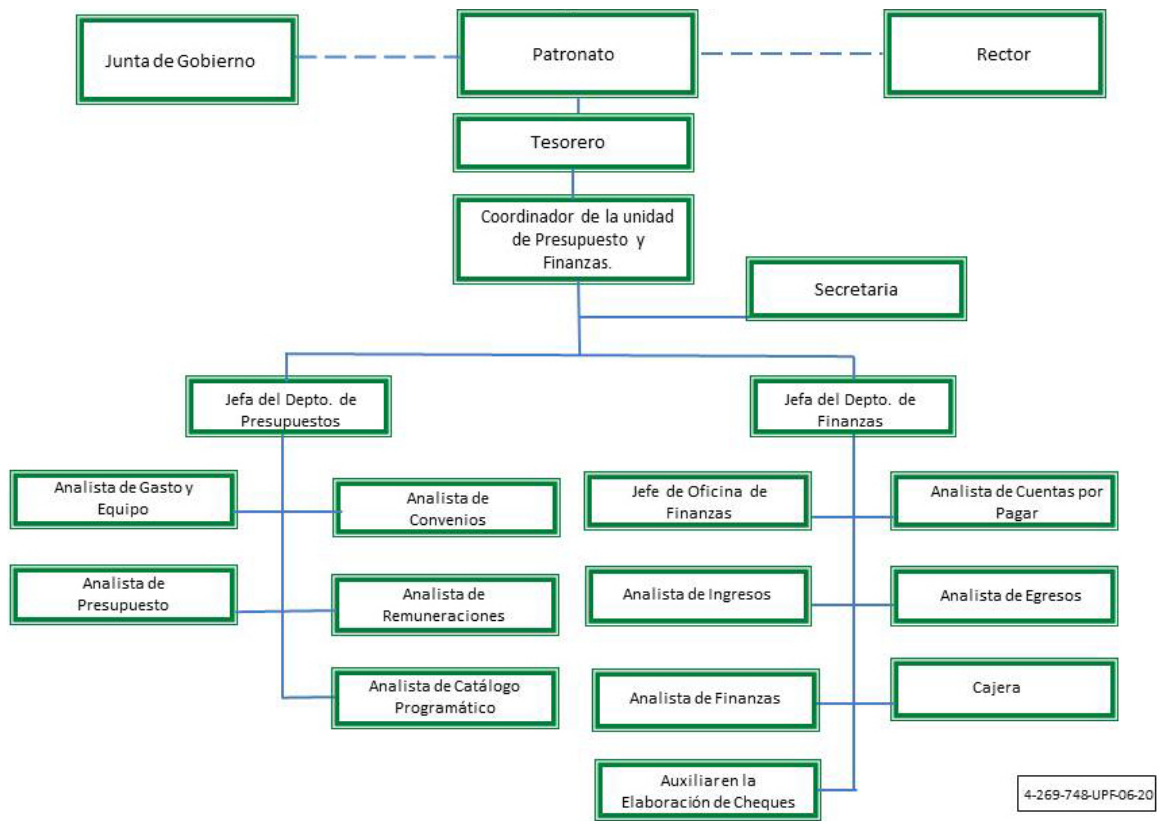 Junta de Gobierno
Patronato
Rector
Tesorero
Coordinador de la unidad
de Presupuesto y
Finanzas.
Secretaria
Jefa del Depto. de
Presupuestos
Jefa del Depto. de
Finanzas
Analista de Gasto y
Equipo
Analista de
Convenios
Jefe de Oficina de
Finanzas
Analista de Cuentas por
Pagar
Analista de
Presupuesto
Analista de
Remuneraciones
Analista de Ingresos
Analista de Egresos
Analista de Catálogo
Programático
Analista de Finanzas
Cajera
Auxiliar en la
Elaboración de Cheques
4-269-748-UPF-06-20